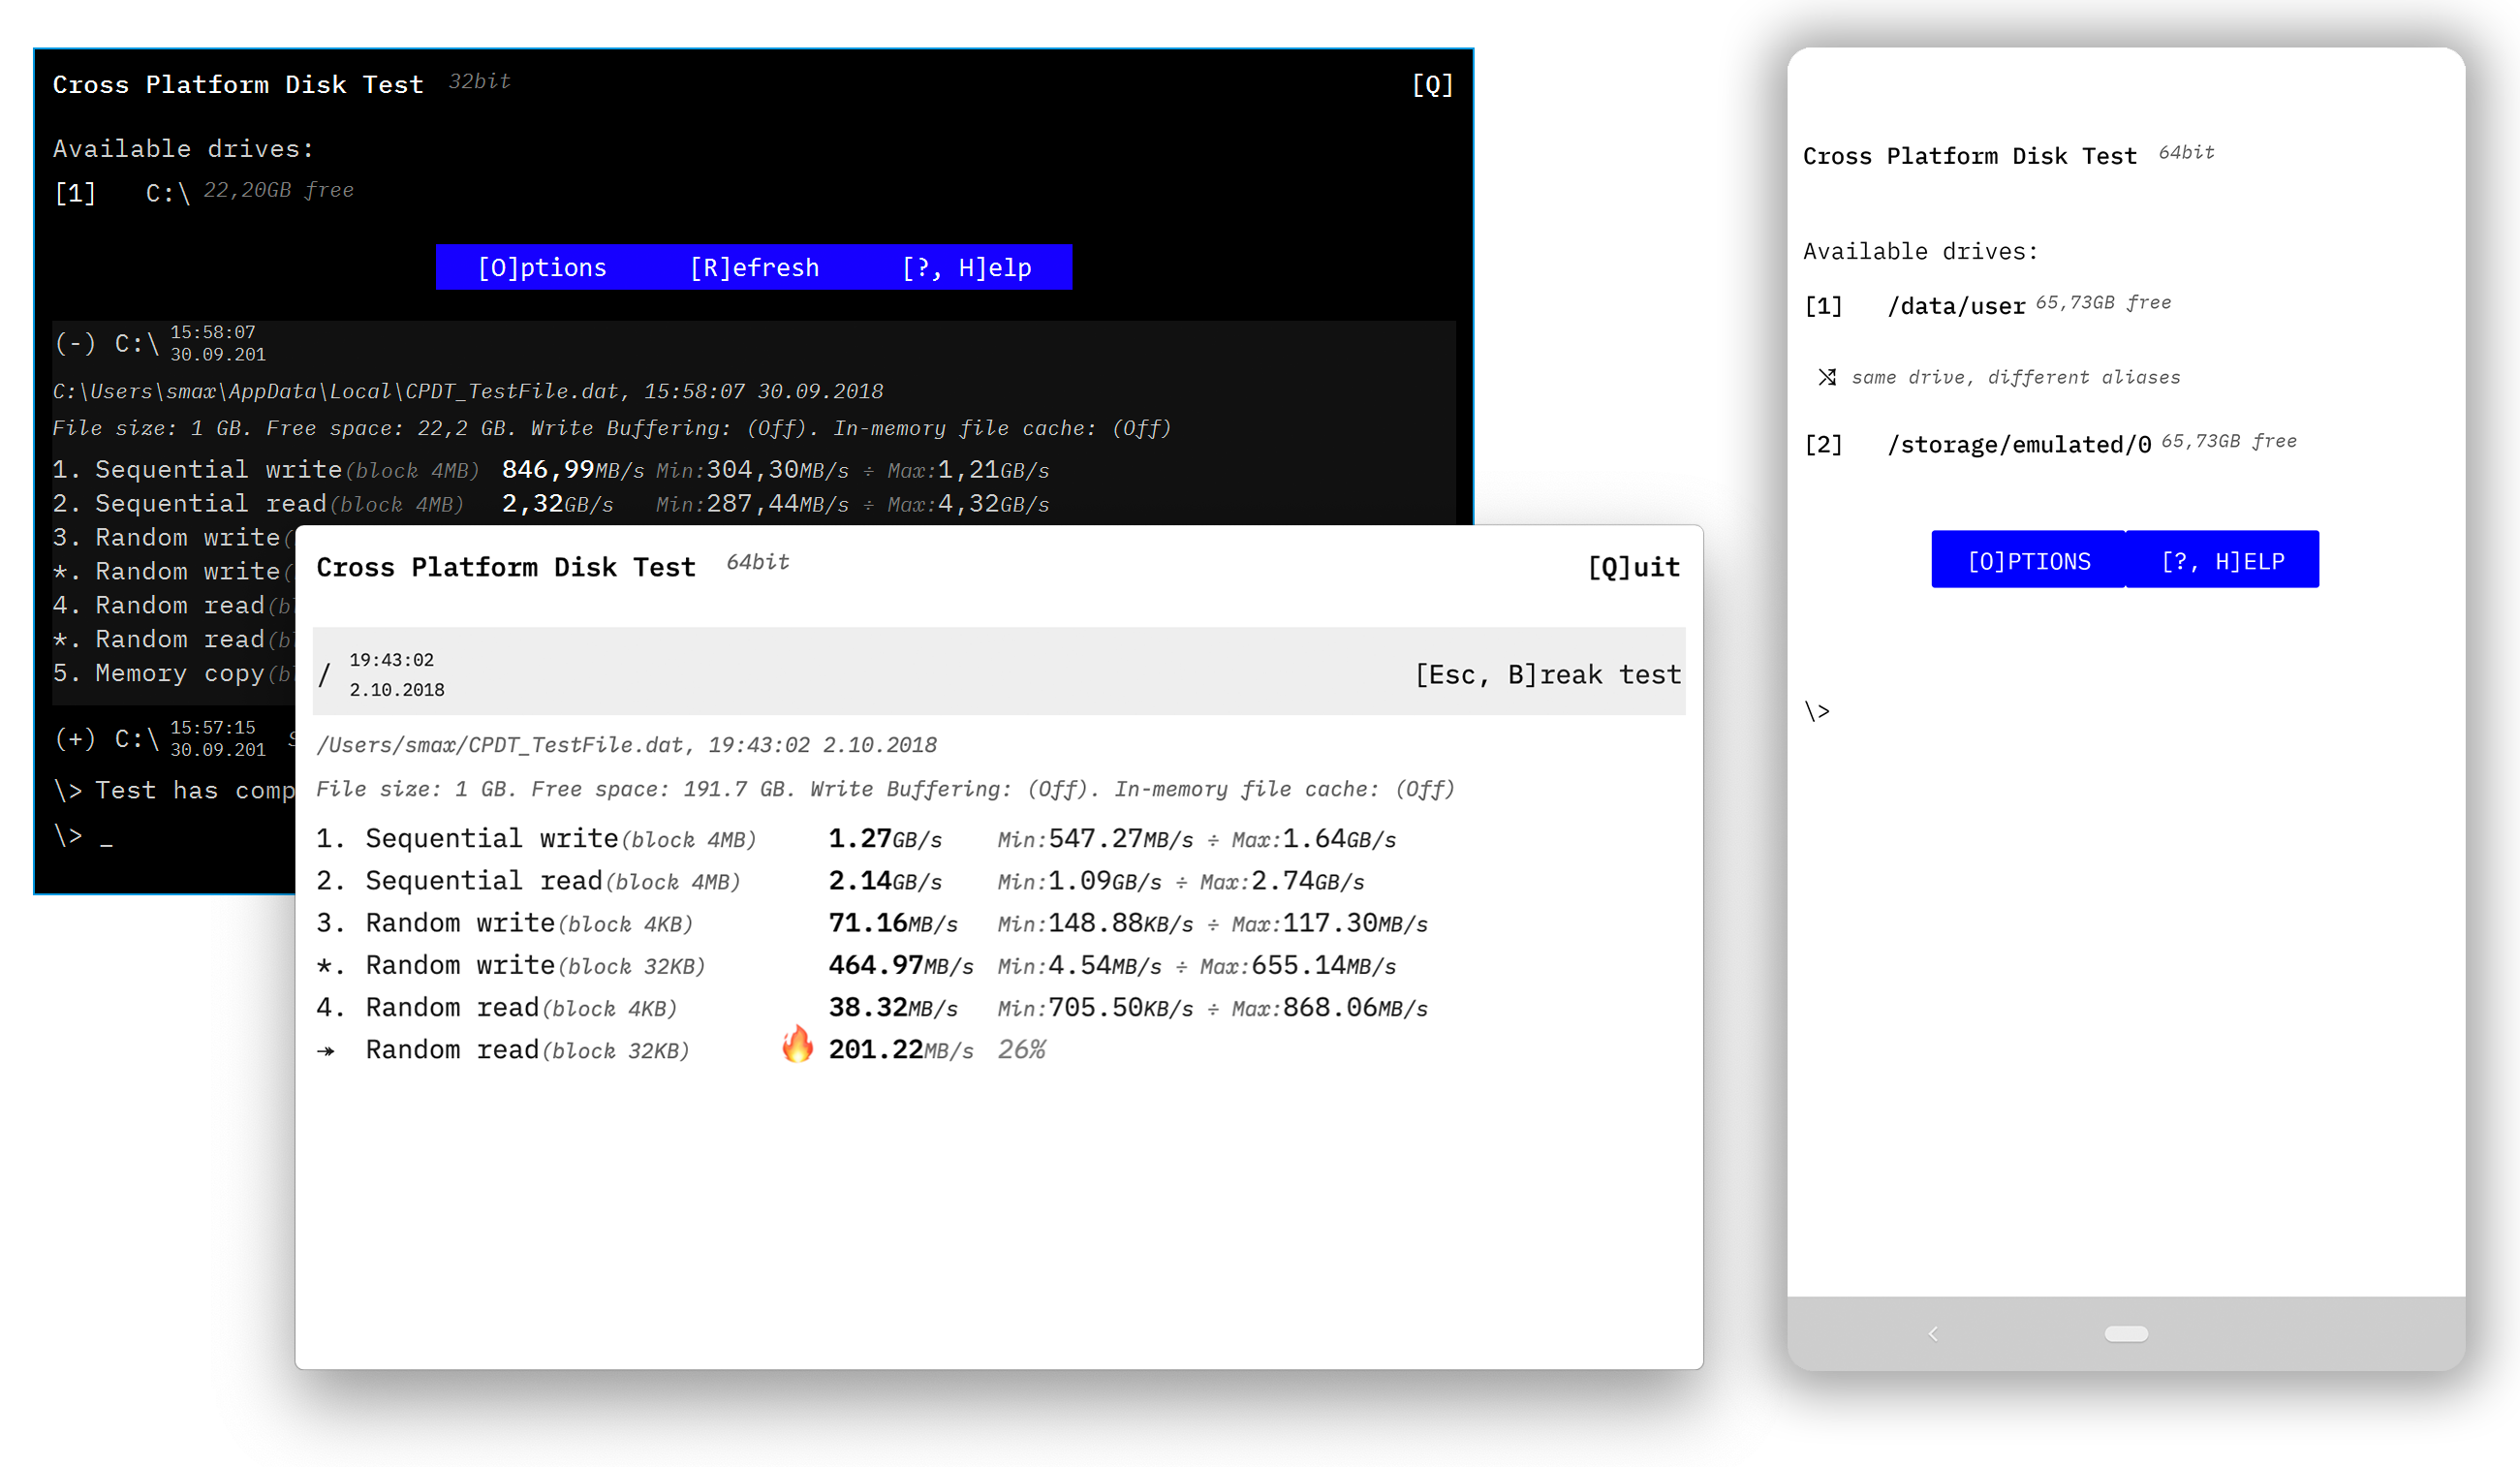 Cross Platform Disk Test 32bit [Q]
Available drives:
[1] C:\ 22,20GB free
[O]ptions [R]efresh [?, H]elp
(-) C:\ 15:58:07
30.09.201
C:\Users\smax\AppData\Local\CPDT_TestFile.dat, 15:58:07 30.09.2018
File size: 1 GB. Free space: 22,2 GB. Write Buffering: (Off). In-memory file cache: (Off)
1. Sequential write(block 4MB) 846,99MB/s Min:304,30MB/s ÷ Max:1,21GB/s
2. Sequential read(block 4MB) 2,32GB/s Min:287,44MB/s ÷ Max:4,32GB/s
3. Random write(
*. Random write(
4. Random read(bl
*. Random read(bl
5. Memory copy(bl
(+) C:\ 15:57:15
30.09.201
\> Test has comp
\> _
Cross Platform Disk Test 64bit [Q]uit
/ 19:43:02
2.10.2018
[Esc, B]reak test
/Users/smax/CPDT_TestFile.dat, 19:43:02 2.10.2018
File size: 1 GB. Free space: 191.7 GB. Write Buffering: (Off). In-memory file cache: (Off)
1. Sequential write(block 4MB) 1.27GB/s Min:547.27MB/s ÷ Max:1.64GB/s
2. Sequential read(block 4MB) 2.14GB/s Min:1.09GB/s ÷ Max:2.74GB/s
3. Random write(block 4KB) 71.16MB/s Min:148.88KB/s ÷ Max:117.30MB/s
*. Random write(block 32KB) 464.97MB/s Min:4.54MB/s ÷ Max:655.14MB/s
4. Random read(block 4KB) 38.32MB/s Min:705.50KB/s ÷ Max:868.06MB/s
↠ Random read(block 32KB) 🔥 201.22MB/s 26%
Cross Platform Disk Test 64bit
Available drives:
[1] /data/user 65,73GB free
same drive, different aliases
[2] /storage/emulated/0 65,73GB free
[O]PTIONS [?, H]ELP
\>